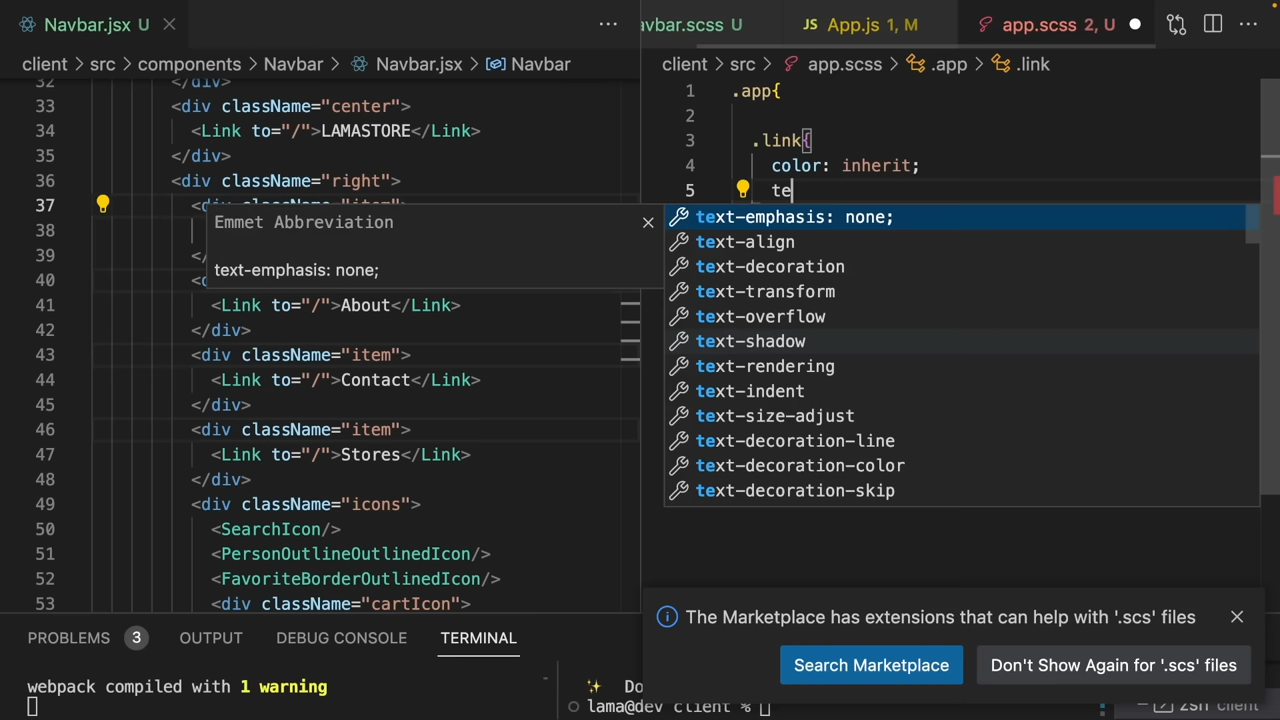 Navbar.jsx U
avbar.scss U
JS App.js 1, M
app.scss 2, U
client > src > components > Navbar > Navbar.jsx > Navbar
client > src > app.scss > .app > .link
32 </div>
33 <div className="center">
34 <Link to="/">LAMASTORE</Link>
35 </div>
36 <div className="right">
37 <div className="item">
38
39 </
40 <d
41 <Link to="/">About</Link>
42 </div>
43 <div className="item">
44 <Link to="/">Contact</Link>
45 </div>
46 <div className="item">
47 <Link to="/">Stores</Link>
48 </div>
49 <div className="icons">
50 <SearchIcon/>
51 <PersonOutlineOutlinedIcon/>
52 <FavoriteBorderOutlinedIcon/>
53 <div className="cartIcon">
Emmet Abbreviation
text-emphasis: none;
1 .app{
2
3 .link{
4 color: inherit;
5 te
text-emphasis: none;
text-align
text-decoration
text-transform
text-overflow
text-shadow
text-rendering
text-indent
text-size-adjust
text-decoration-line
text-decoration-color
text-decoration-skip
The Marketplace has extensions that can help with '.scs' files
Search Marketplace
Don't Show Again for '.scs' files
PROBLEMS 3
OUTPUT
DEBUG CONSOLE
TERMINAL
webpack compiled with 1 warning
Do
lama@dev client %
zsh client